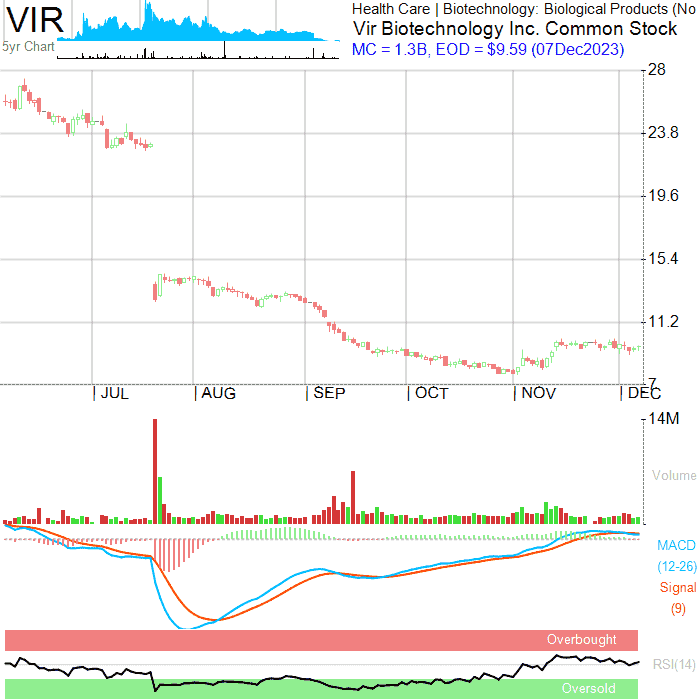 VIR
5yr Chart
Health Care | Biotechnology: Biological Products (No
Vir Biotechnology Inc. Common Stock
MC = 1.3B, EOD = $9.59 (07Dec2023)
28
23.8
19.6
15.4
11.2
7
| JUL | AUG | SEP | OCT | NOV | DEC
14M
Volume
MACD
(12-26)
Signal
(9)
Overbought
RSI(14)
Oversold